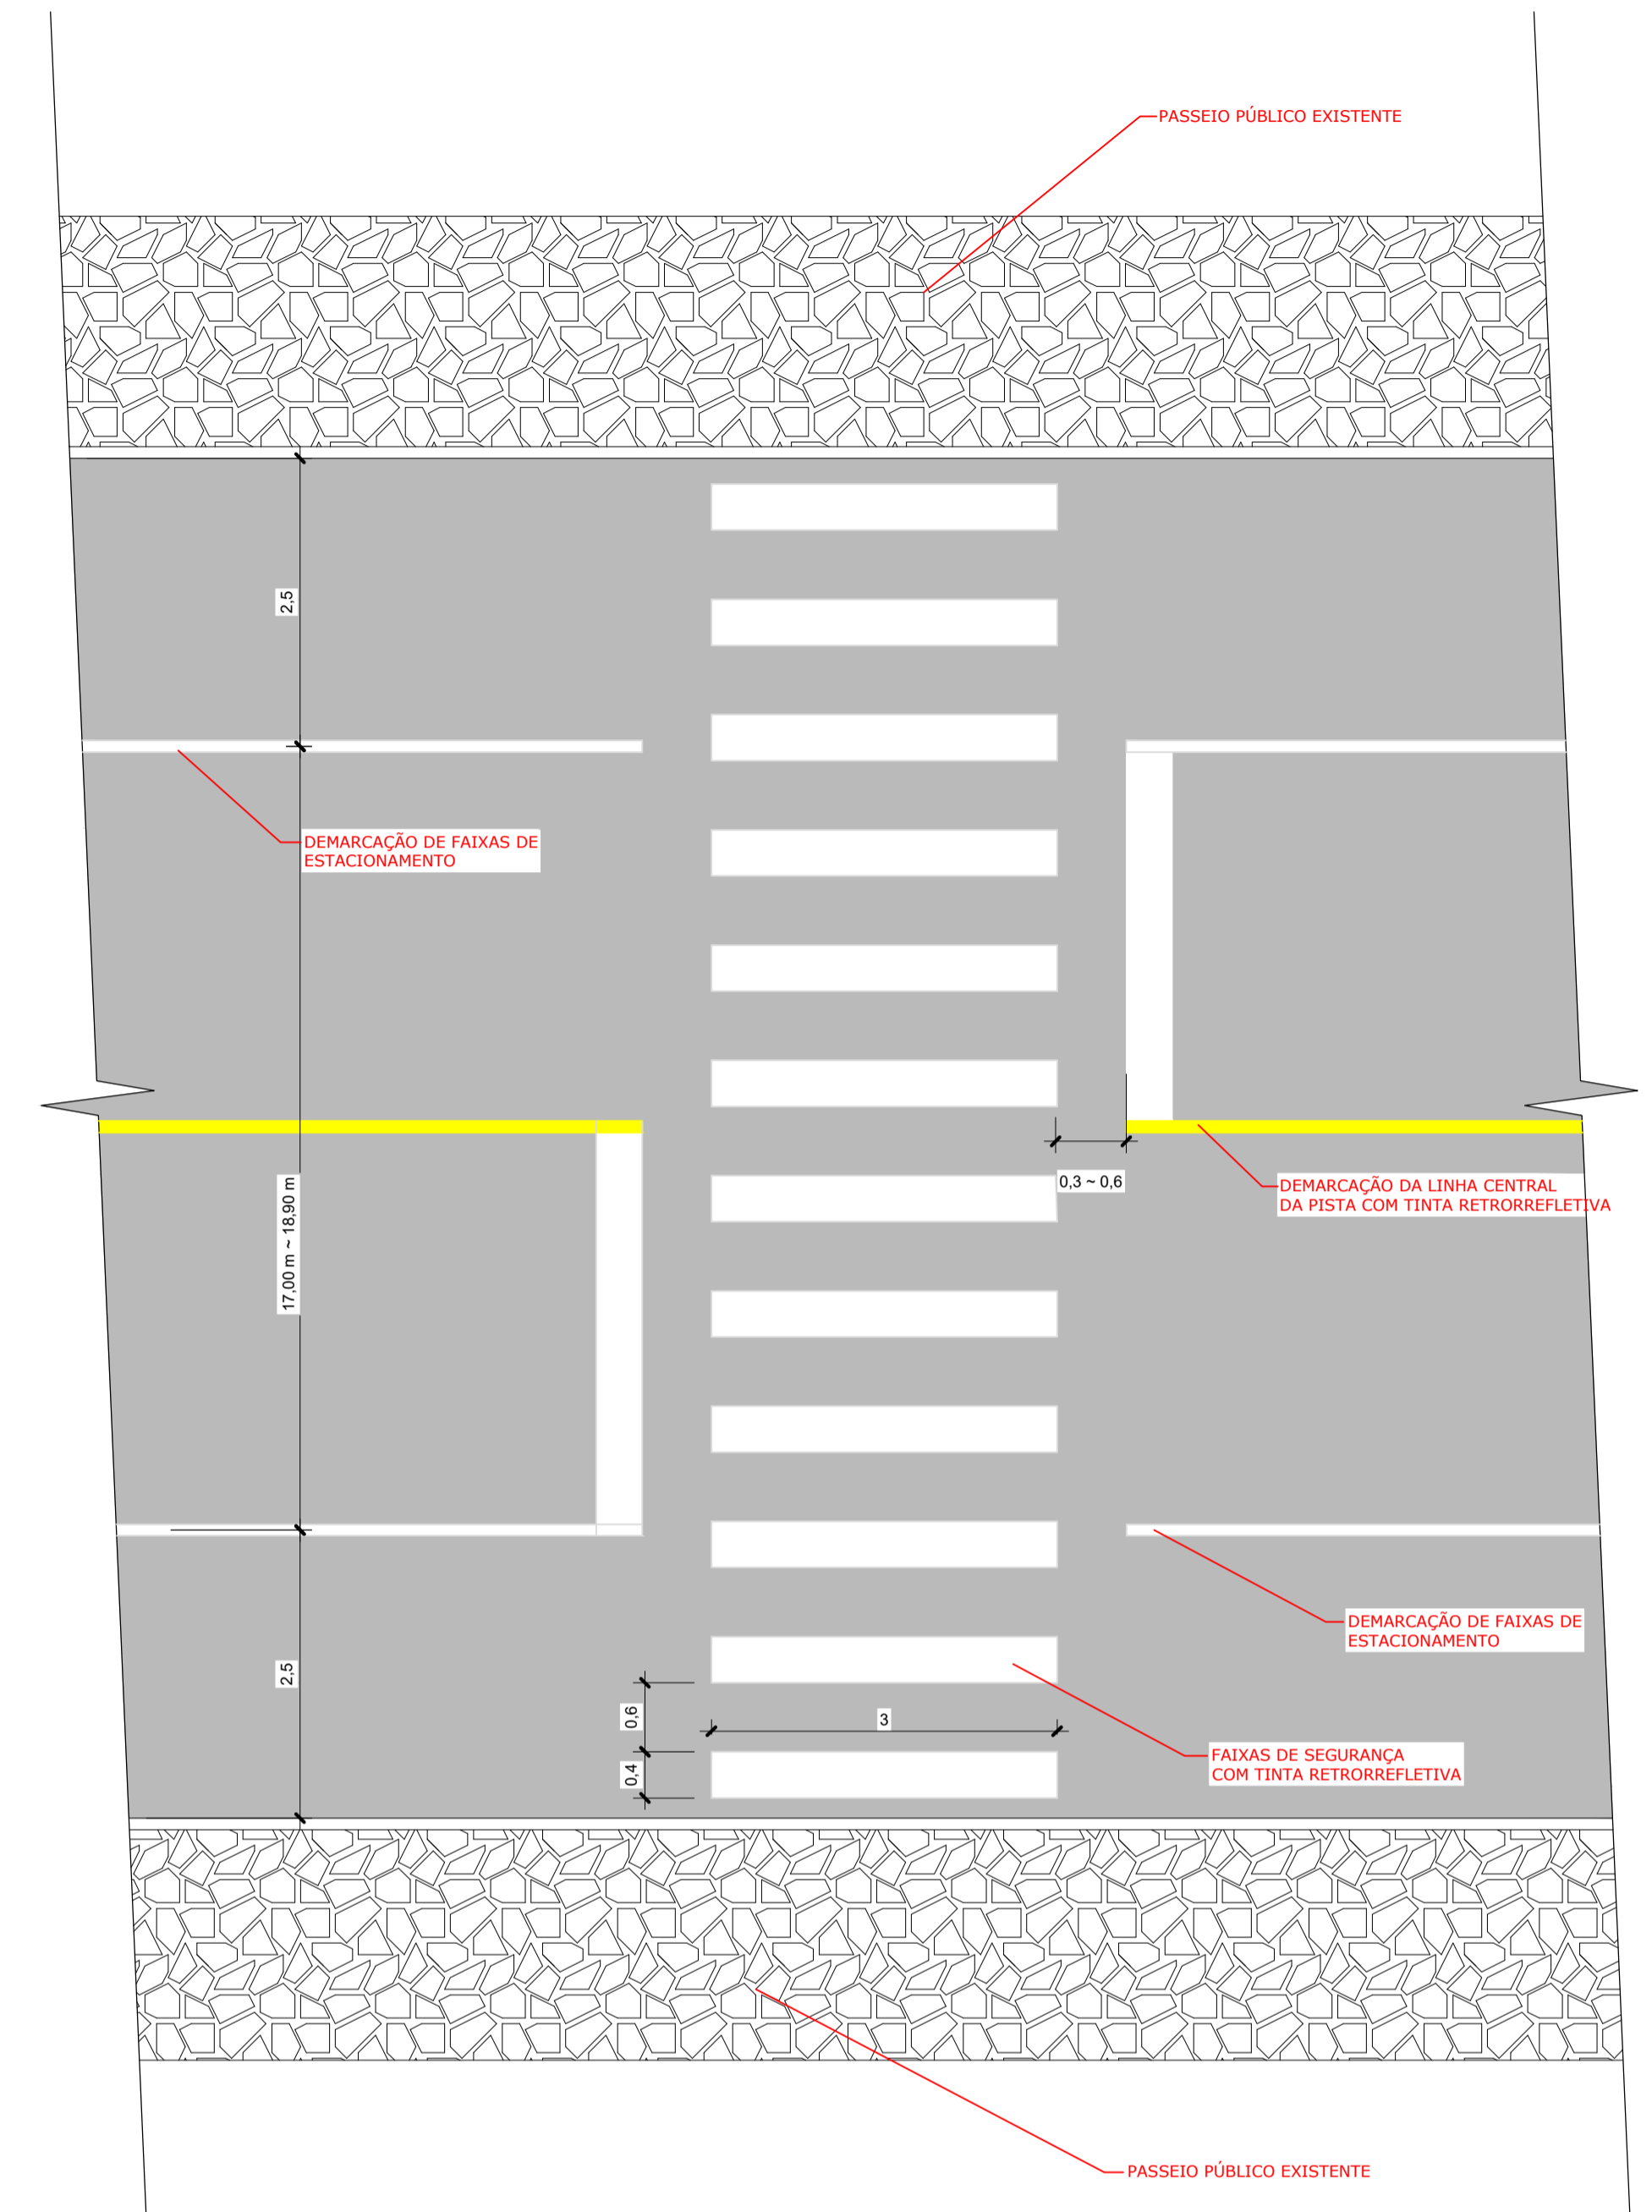 PASSEIO PÚBLICO EXISTENTE
2,5
DEMARCAÇÃO DE FAIXAS DE
ESTACIONAMENTO
17,00 m ~ 18,90 m
0,3 ~ 0,6
DEMARCAÇÃO DA LINHA CENTRAL
DA PISTA COM TINTA RETRORREFLETIVA
DEMARCAÇÃO DE FAIXAS DE
ESTACIONAMENTO
2,5
0,6
3
0,4
FAIXAS DE SEGURANÇA
COM TINTA RETRORREFLETIVA
PASSEIO PÚBLICO EXISTENTE